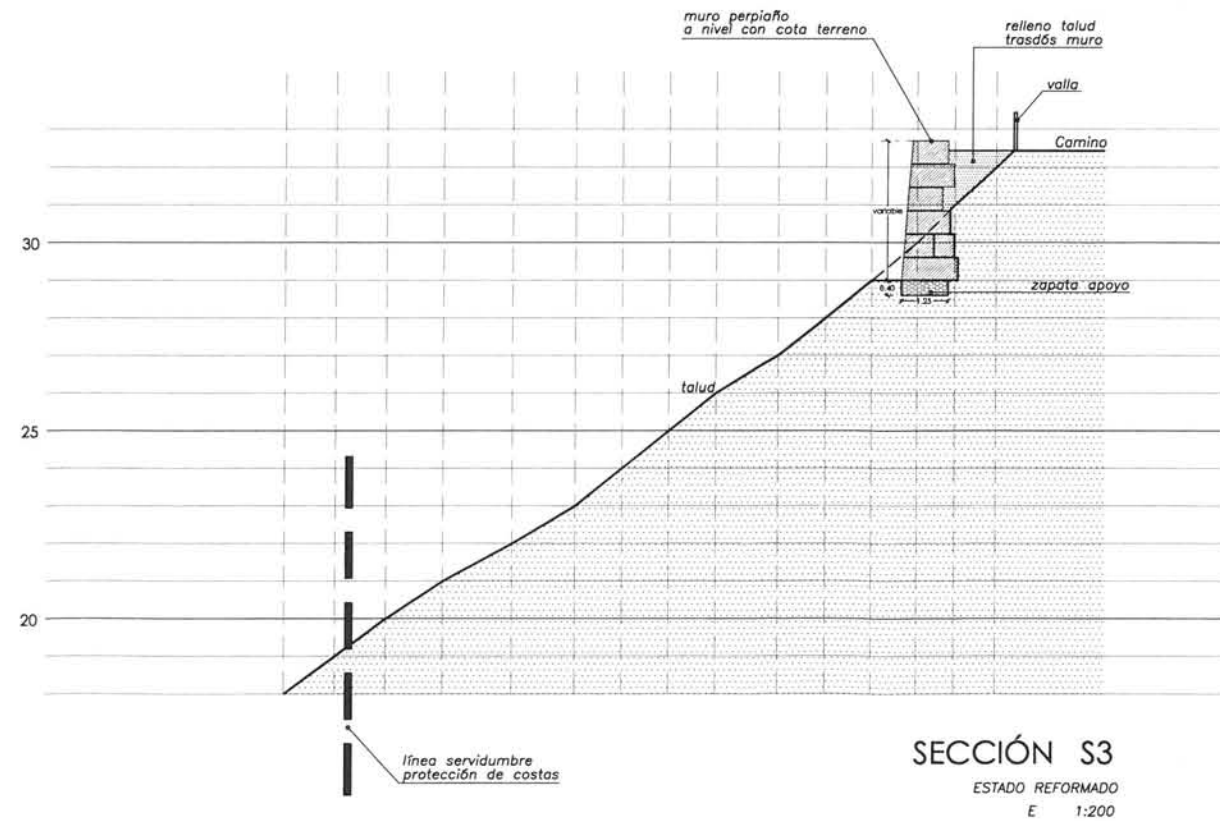 muro perpiaño
a nivel con cota terreno
relleno talud
trasdós muro
valla
Camino
variable
30
0.40
1.25
zapata apoyo
talud
25
20
línea servidumbre
protección de costas
SECCIÓN S3
ESTADO REFORMADO
E 1:200